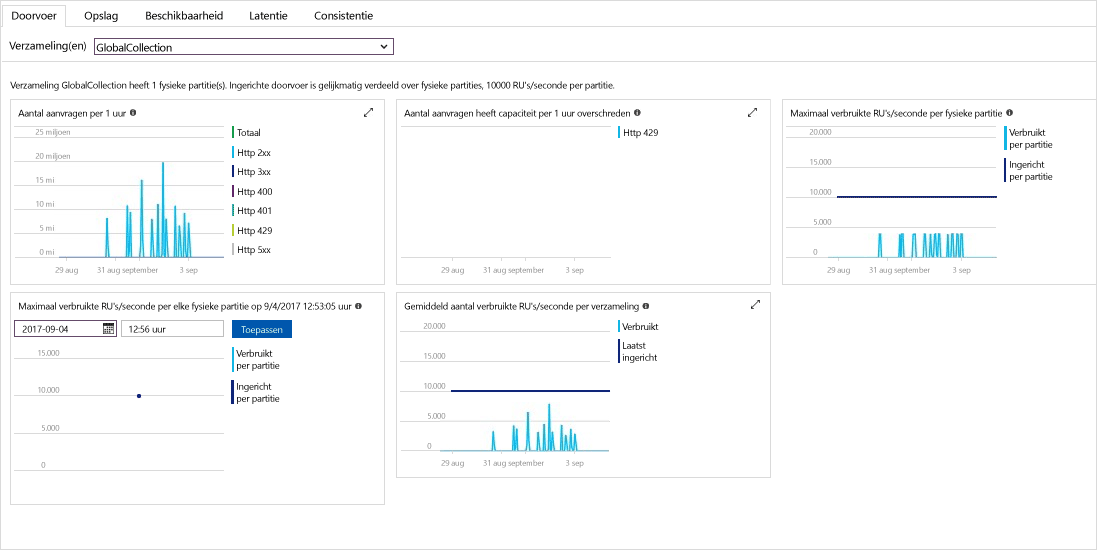 Doorvoer Opslag Beschikbaarheid Latentie Consistentie
Verzameling(en) GlobalCollection
Verzameling GlobalCollection heeft 1 fysieke partitie(s). Ingerichte doorvoer is gelijkmatig verdeeld over fysieke partities, 10000 RU's/seconde per partitie.
Aantal aanvragen per 1 uur
25 miljoen
20 miljoen
15 mi
10 mi
5 mi
0 mi
29 aug 31 aug september 3 sep
Totaal
Http 2xx
Http 3xx
Http 400
Http 401
Http 429
Http 5xx
Aantal aanvragen heeft capaciteit per 1 uur overschreden
Http 429
29 aug 31 aug september 3 sep
Maximaal verbruikte RU's/seconde per fysieke partitie
20.000
15.000
10.000
5.000
0
29 aug 31 aug september 3 sep
Verbruikt
per partitie
Ingericht
per partitie
Maximaal verbruikte RU's/seconde per elke fysieke partitie op 9/4/2017 12:53:05 uur
2017-09-04 12:56 uur Toepassen
15.000
10.000
5.000
0
Verbruikt
per partitie
Ingericht
per partitie
Gemiddeld aantal verbruikte RU's/seconde per verzameling
20.000
15.000
10.000
5.000
0
29 aug 31 aug september 3 sep
Verbruikt
Laatst
ingericht